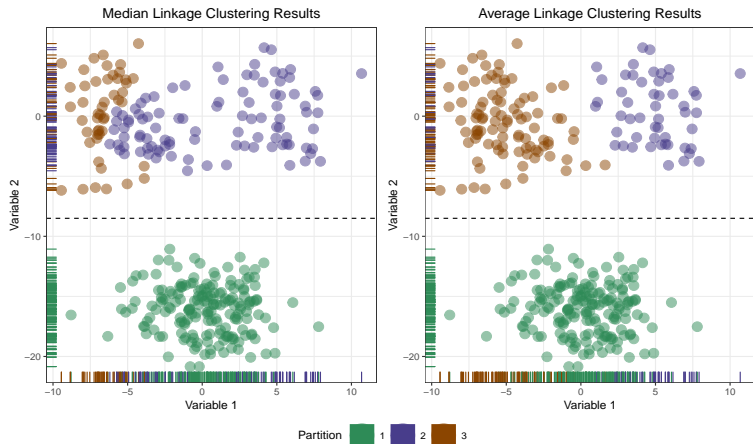 Median Linkage Clustering Results
Average Linkage Clustering Results
Variable 2
0
−10
−20
−10
−5
0
5
10
Variable 1
Variable 2
0
−10
−20
−10
−5
0
5
10
Variable 1
Partition 1 2 3